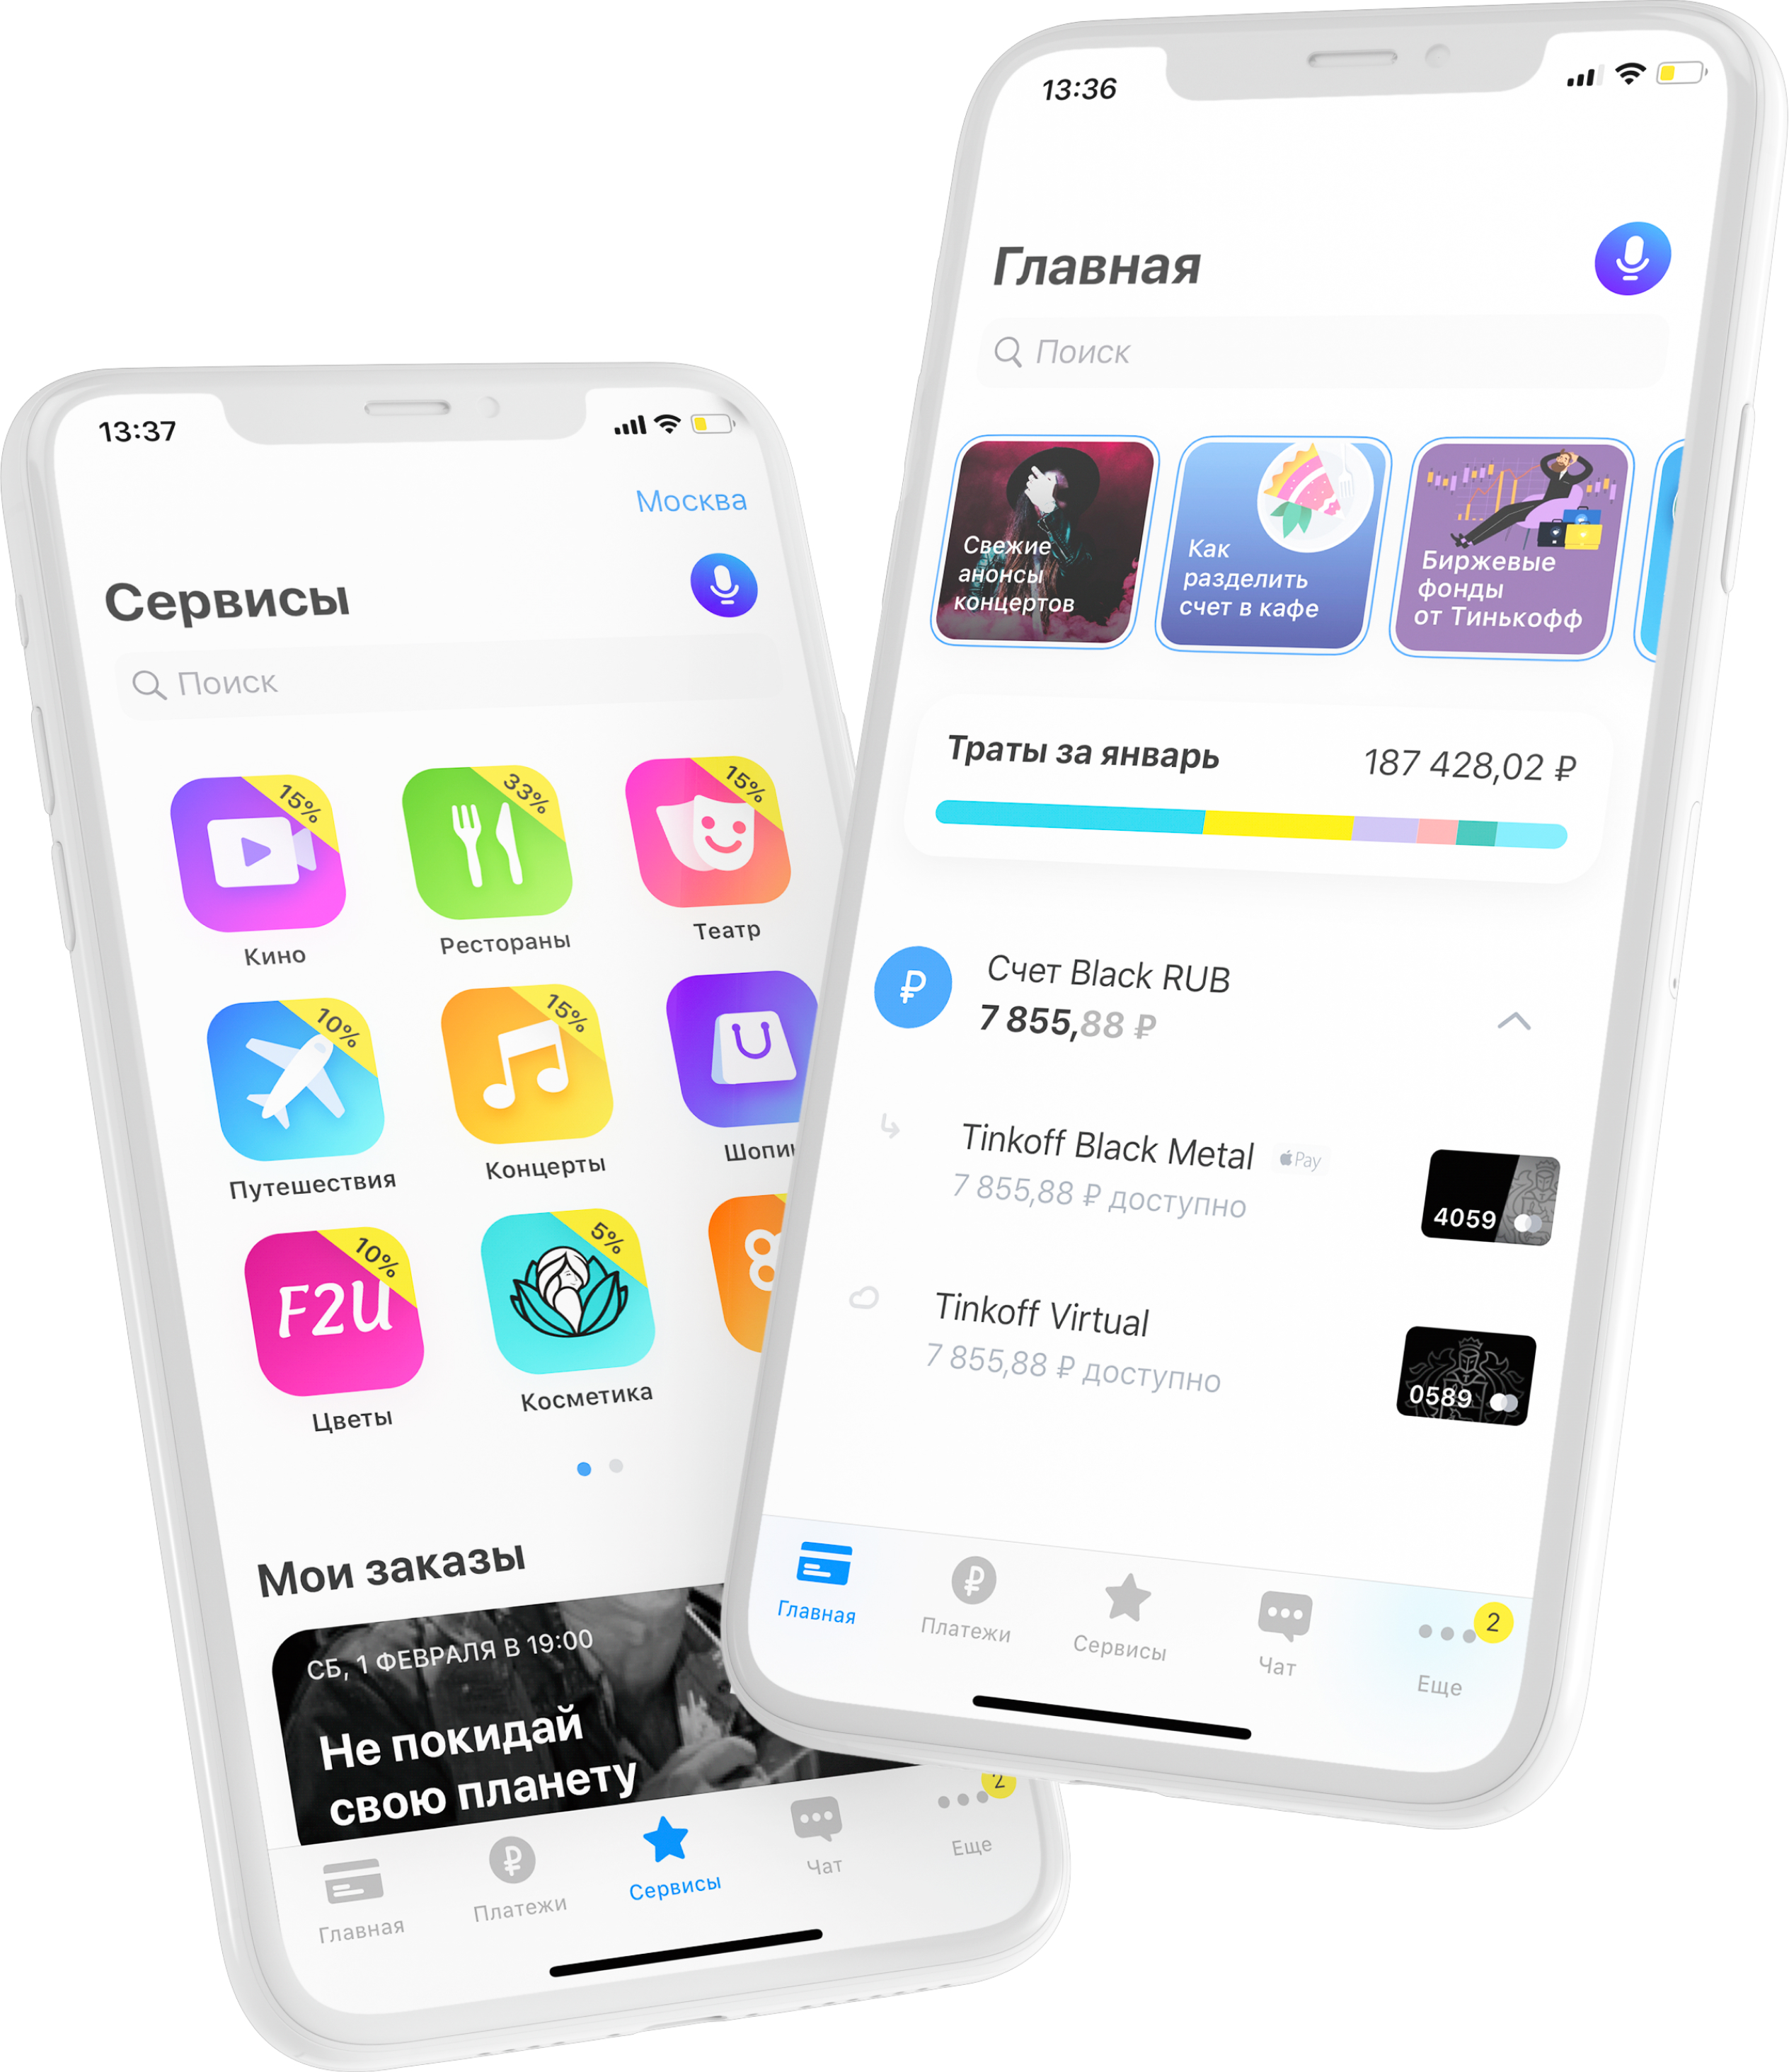 13:37
Москва
Сервисы
Поиск
15%
33%
15%
Кино
Рестораны
Театр
10%
15%
Путешествия
Концерты
10%
F2U
5%
Цветы
Косметика
Мои заказы
СБ, 1 ФЕВРАЛЯ В 19:00
Не покидай
свою планету
2
Главная
Платежи
Сервисы
Чат
Еще
13:36
Главная
Поиск
Свежие
анонсы
концертов
Как
разделить
счет в кафе
Биржевые
фонды
от Тинькофф
Траты за январь
187 428,02 ₽
₽
Счет Black RUB
7 855,88 ₽
Tinkoff Black Metal
Pay
7 855,88 ₽ доступно
4059
Tinkoff Virtual
7 855,88 ₽ доступно
0589
2
Главная
Платежи
Сервисы
Чат
Еще